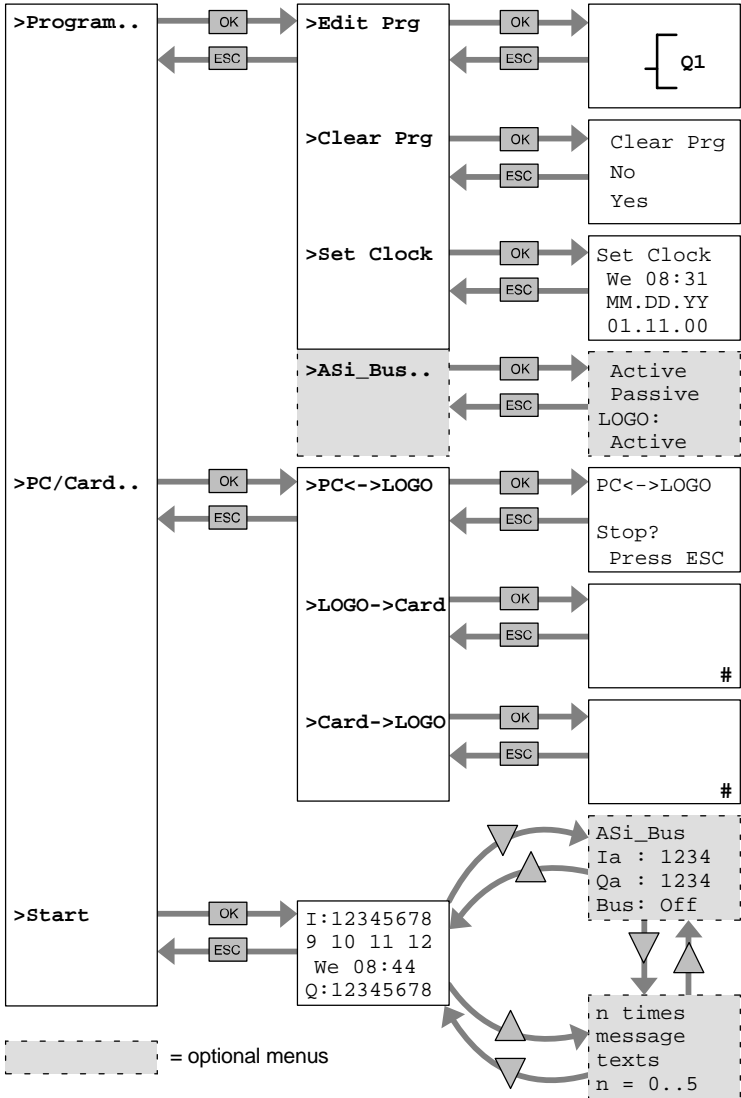 >Program..
OK
ESC
>Edit Prg
OK
ESC
Q1
>Clear Prg
OK
ESC
Clear Prg
No
Yes
>Set Clock
OK
ESC
Set Clock
We 08:31
MM.DD.YY
01.11.00
>ASi_Bus..
OK
ESC
Active
Passive
LOGO:
Active
>PC/Card..
OK
ESC
>PC<->LOGO
OK
ESC
PC<->LOGO
Stop?
Press ESC
>LOGO->Card
OK
ESC
#
>Card->LOGO
OK
ESC
#
>Start
OK
ESC
I:12345678
9 10 11 12
We 08:44
Q:12345678
ASi_Bus
Ia : 1234
Qa : 1234
Bus: Off
n times
message
texts
n = 0..5
= optional menus